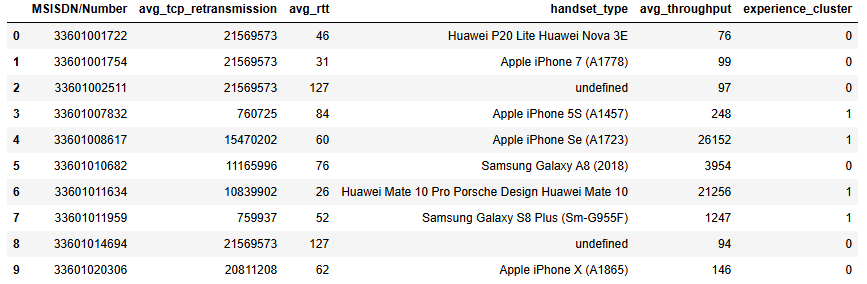 MSISDN/Number avg_tcp_retransmission avg_rtt handset_type avg_throughput experience_cluster
0 33601001722 21569573 46 Huawei P20 Lite Huawei Nova 3E 76 0
1 33601001754 21569573 31 Apple iPhone 7 (A1778) 99 0
2 33601002511 21569573 127 undefined 97 0
3 33601007832 760725 84 Apple iPhone 5S (A1457) 248 1
4 33601008617 15470202 60 Apple iPhone Se (A1723) 26152 1
5 33601010682 11165996 76 Samsung Galaxy A8 (2018) 3954 0
6 33601011634 10839902 26 Huawei Mate 10 Pro Porsche Design Huawei Mate 10 21256 1
7 33601011959 759937 52 Samsung Galaxy S8 Plus (Sm-G955F) 1247 1
8 33601014694 21569573 127 undefined 94 0
9 33601020306 20811208 62 Apple iPhone X (A1865) 146 0